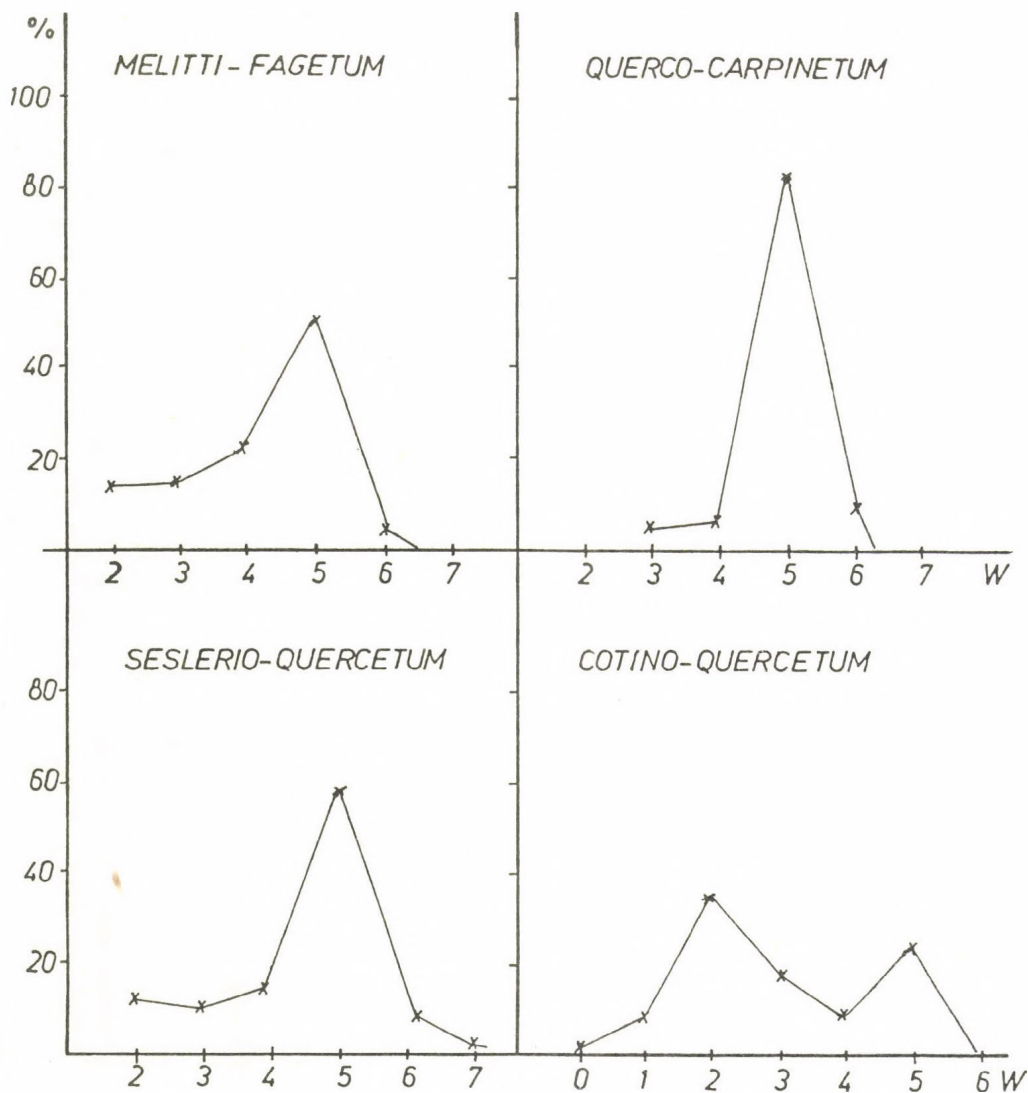 %
MELITTI - FAGETUM
QUERCO-CARPINETUM
100
80
60
40
20
2 3 4 5 6 7
2 3 4 5 6 7 W
SESLERIO-QUERCETUM
COTINO-QUERCETUM
80
60
40
20
2 3 4 5 6 7
0 1 2 3 4 5 6 W